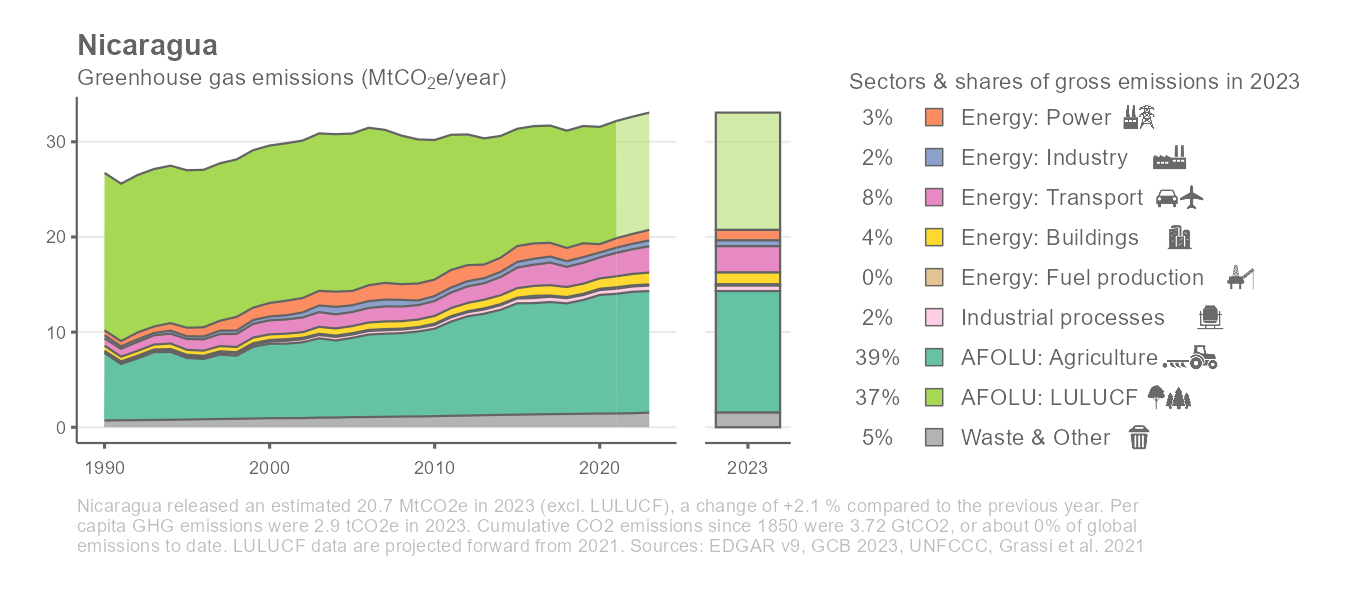 Nicaragua
Greenhouse gas emissions (MtCO2e/year)
30
20
10
0
1990
2000
2010
2020
2023
Sectors & shares of gross emissions in 2023
3% Energy: Power
2% Energy: Industry
8% Energy: Transport
4% Energy: Buildings
0% Energy: Fuel production
2% Industrial processes
39% AFOLU: Agriculture
37% AFOLU: LULUCF
5% Waste & Other
Nicaragua released an estimated 20.7 MtCO2e in 2023 (excl. LULUCF), a change of +2.1 % compared to the previous year. Per
capita GHG emissions were 2.9 tCO2e in 2023. Cumulative CO2 emissions since 1850 were 3.72 GtCO2, or about 0% of global
emissions to date. LULUCF data are projected forward from 2021. Sources: EDGAR v9, GCB 2023, UNFCCC, Grassi et al. 2021